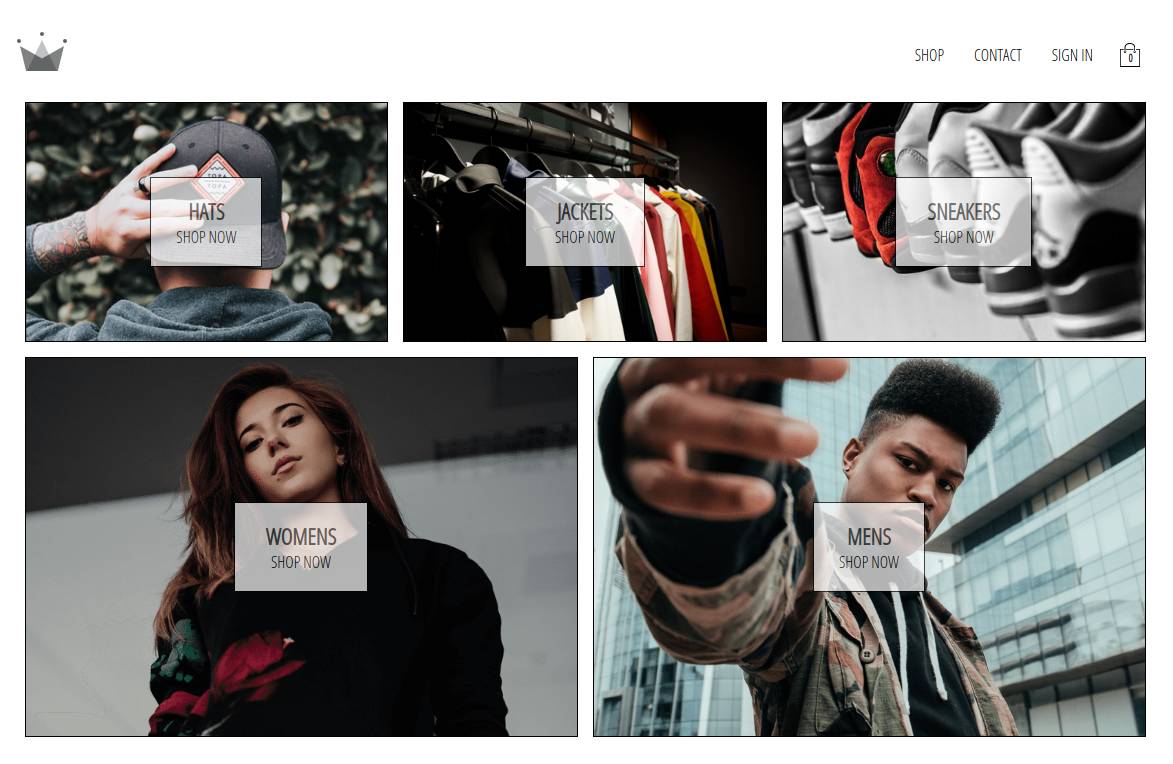 SHOP CONTACT SIGN IN 0
TOPA
TOPA
HATS
SHOP NOW
JACKETS
SHOP NOW
SNEAKERS
SHOP NOW
WOMENS
SHOP NOW
MENS
SHOP NOW